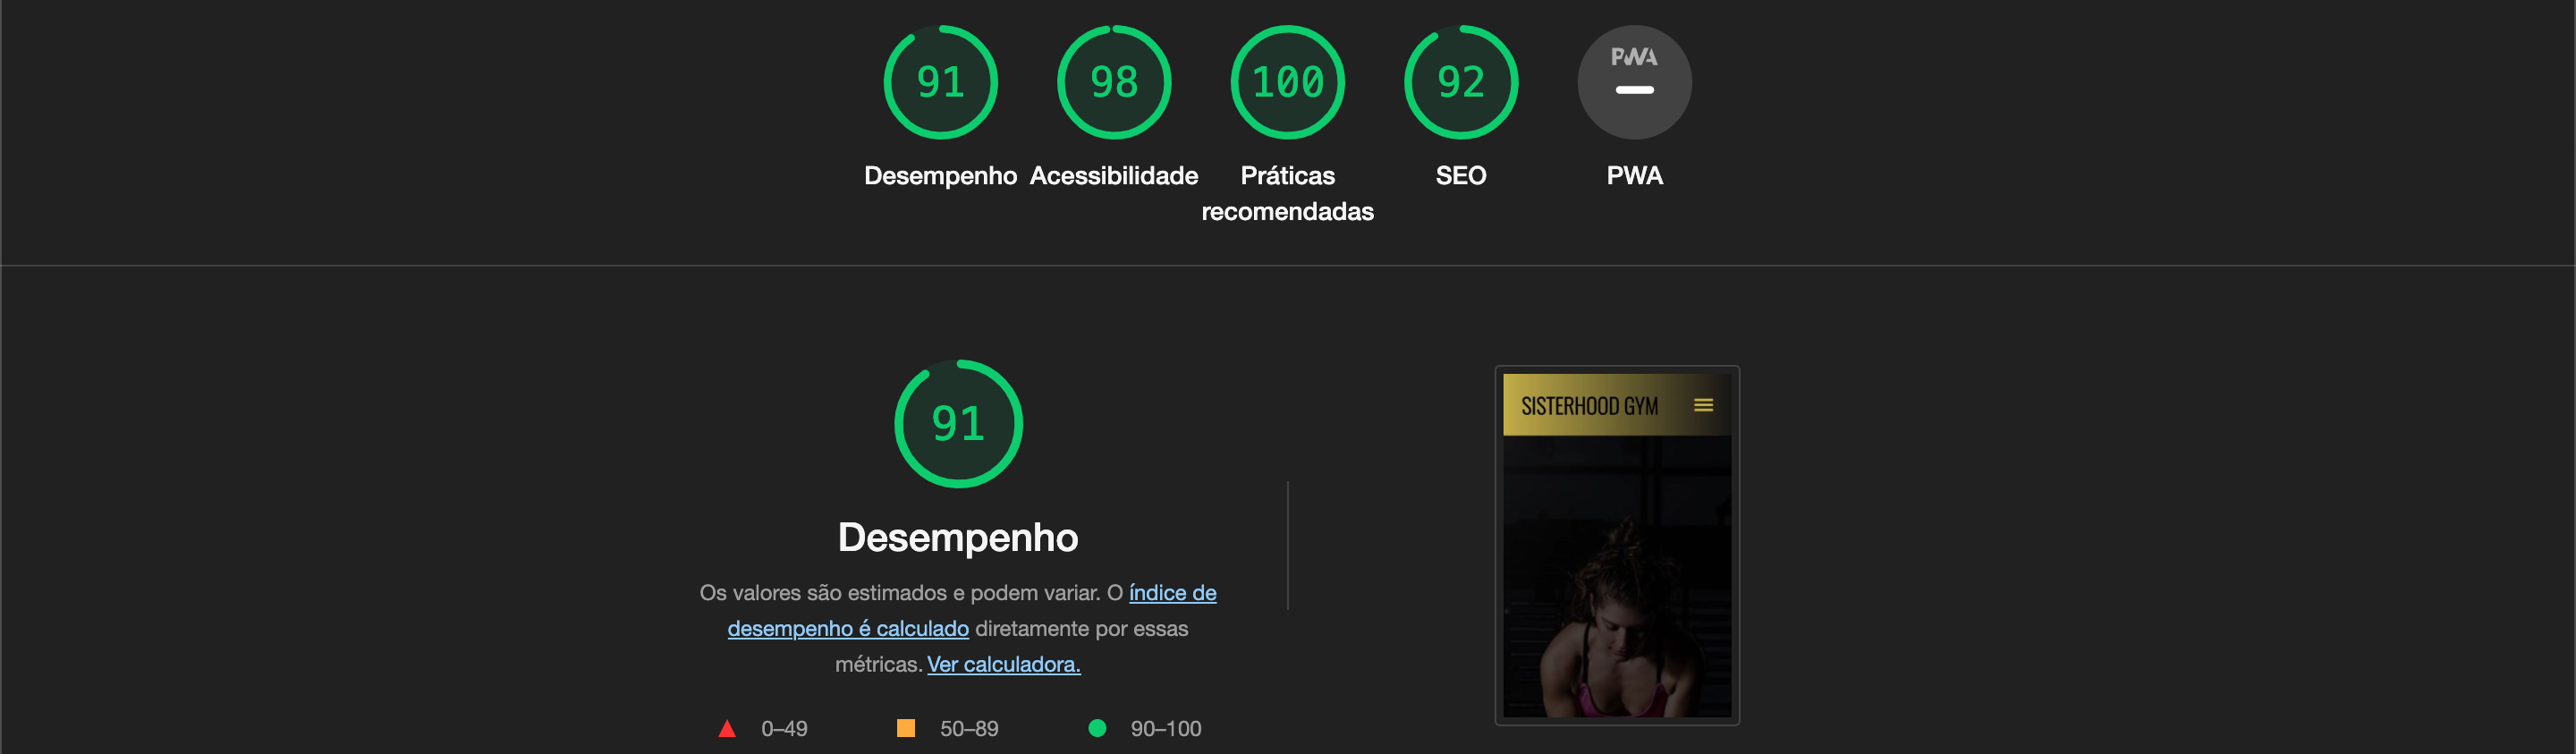 91
98
100
92
PWA
Desempenho
Acessibilidade
Práticas
recomendadas
SEO
PWA
91
Desempenho
Os valores são estimados e podem variar. O índice de
desempenho é calculado diretamente por essas
métricas. Ver calculadora.
0–49
50–89
90–100
SISTERHOOD GYM